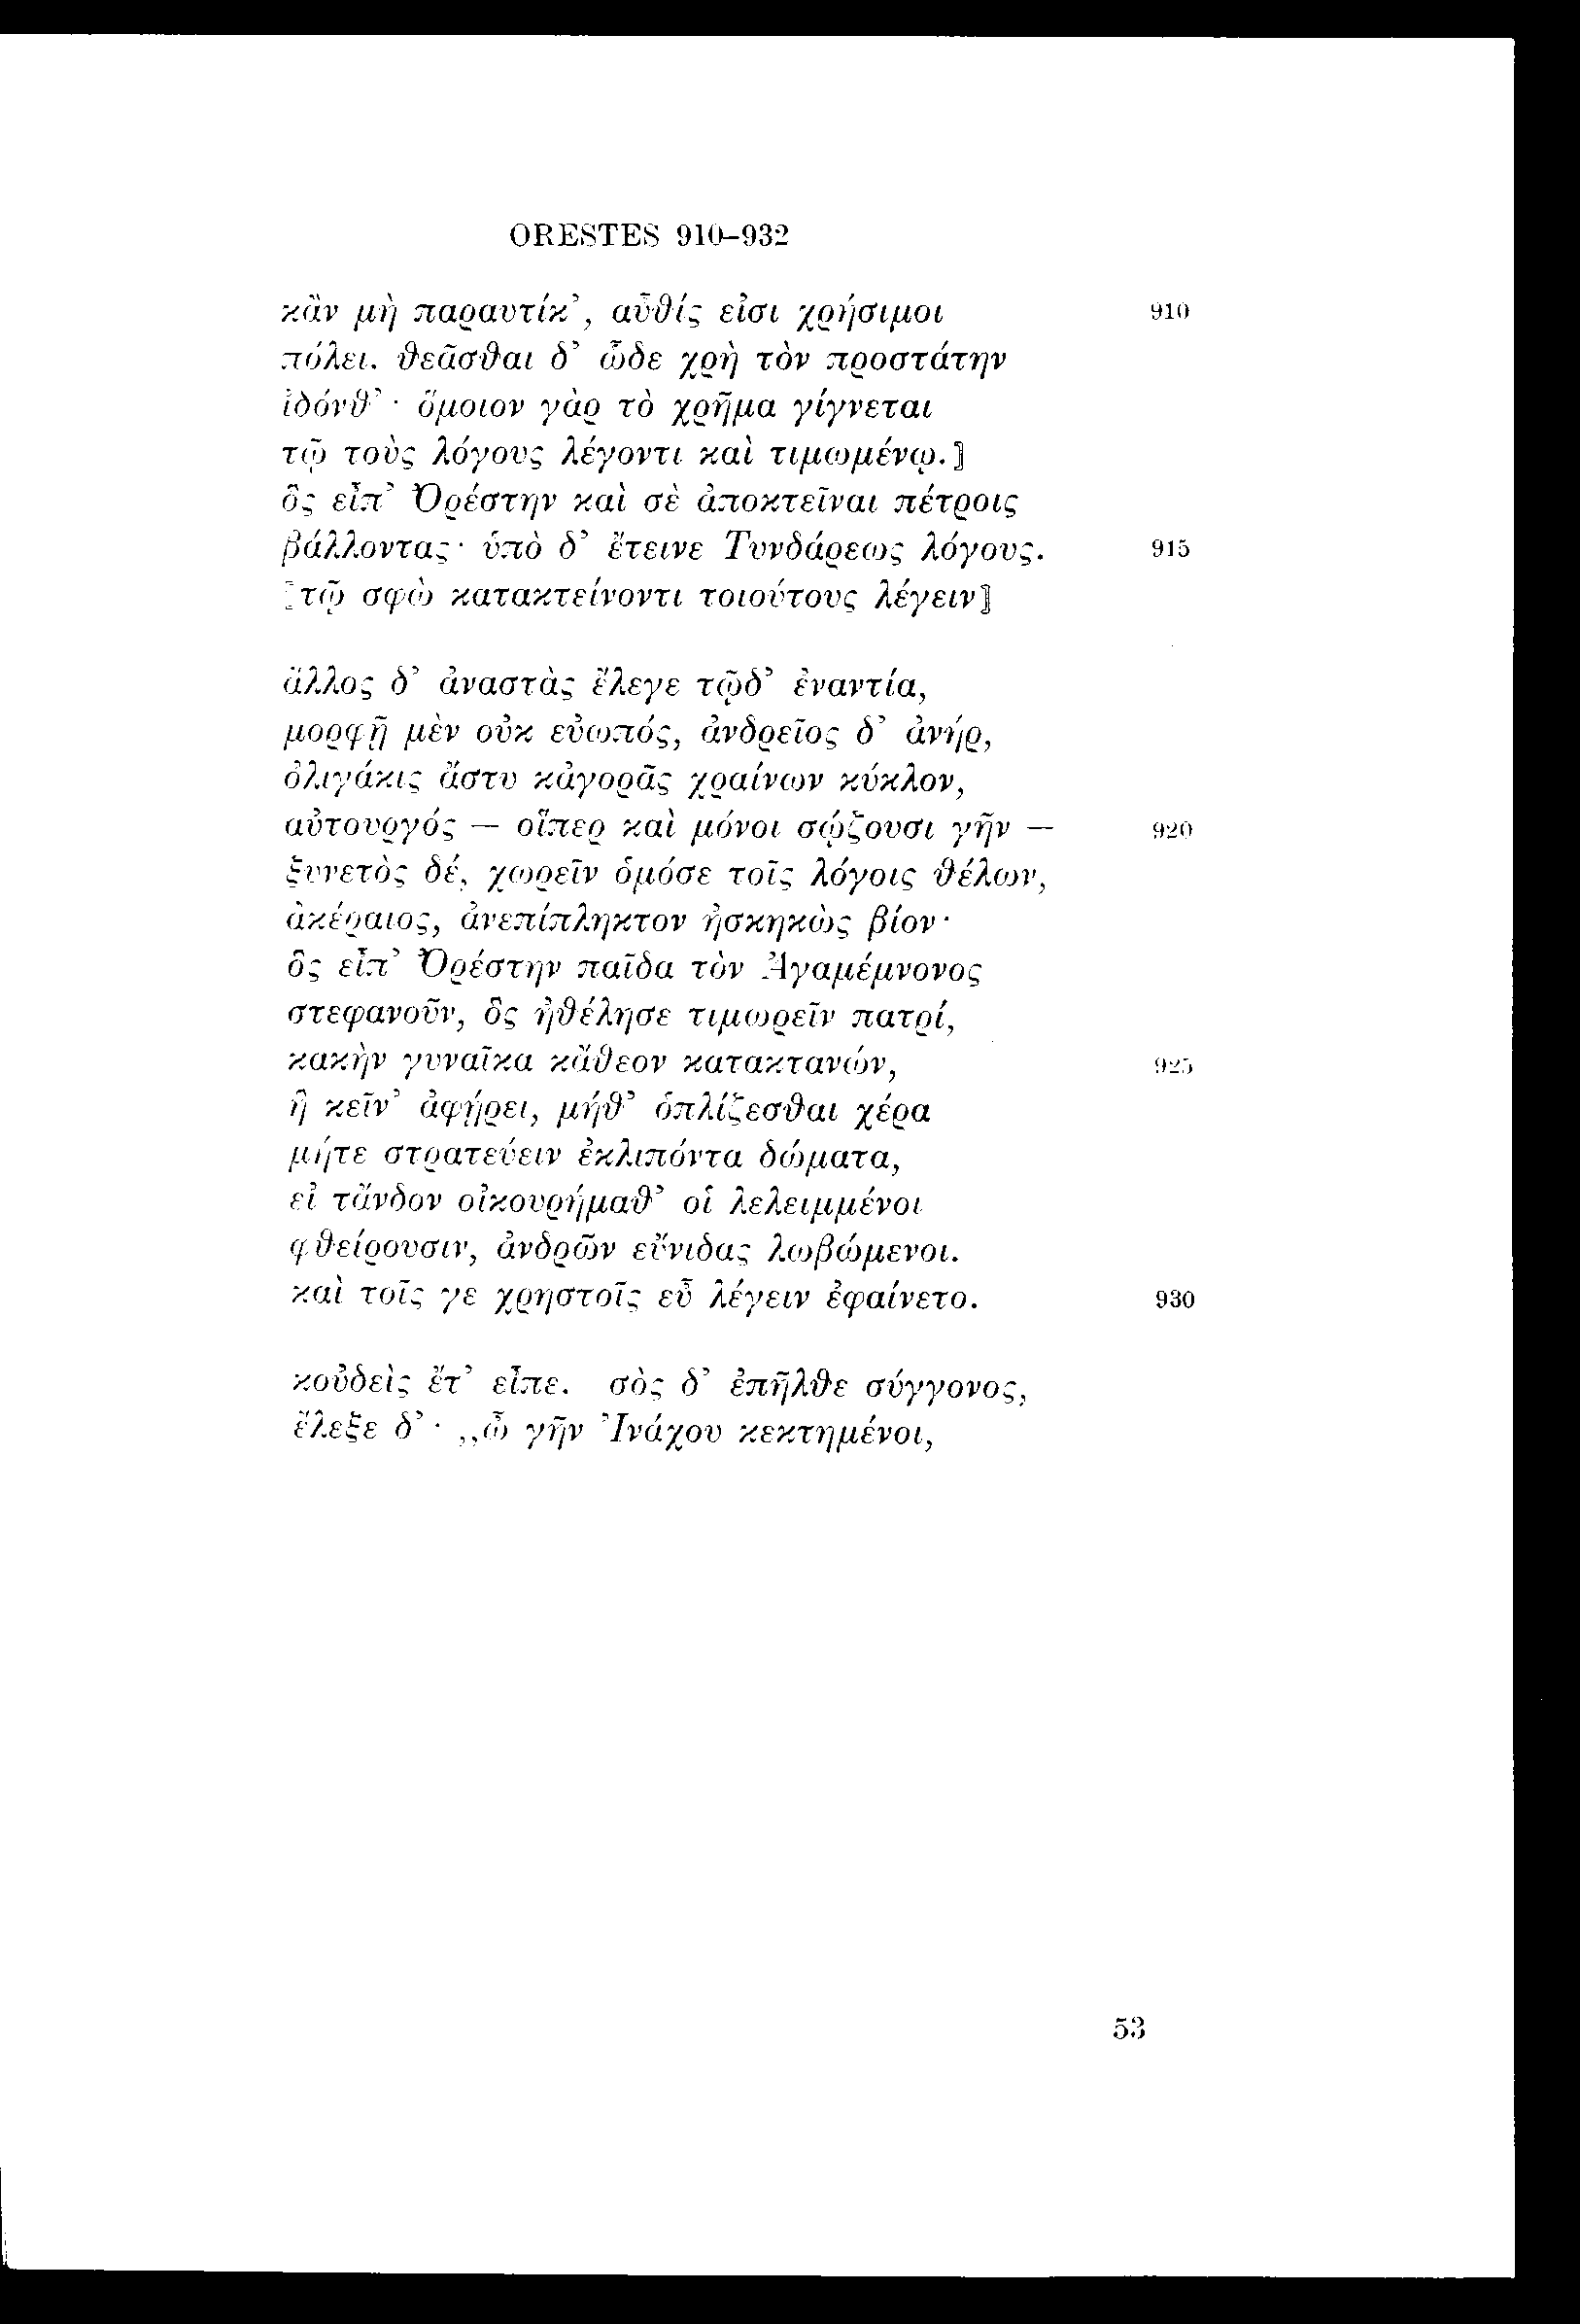 ORESTES 910–932
κἂν μὴ παραυτίκ’, αὖθίς εἰσι χρήσιμοι 910
πόλει. θεᾶσθαι δ’ ὧδε χρὴ τὸν προστάτην
ἰδόνθ’ · ὅμοιον γὰρ τὸ χρῆμα γίγνεται
τῷ τοὺς λόγους λέγοντι καὶ τιμωμένῳ.⟧
ὃς εἶπ’ Ὀρέστην καὶ σὲ ἀποκτεῖναι πέτροις
βάλλοντας · ὑπὸ δ’ ἔτεινε Τυνδάρεως λόγους. 915
⟦τῷ σφὼ κατακτείνοντι τοιούτους λέγειν⟧
ἄλλος δ’ ἀναστὰς ἔλεγε τῷδ’ ἐναντία,
μορφῇ μὲν οὐκ εὐωπός, ἀνδρεῖος δ’ ἀνήρ,
ὀλιγάκις ἄστυ κἀγορᾶς χραίνων κύκλον,
αὐτουργός — οἵπερ καὶ μόνοι σῴζουσι γῆν — 920
ξυνετὸς δέ, χωρεῖν ὁμόσε τοῖς λόγοις θέλων,
ἀκέραιος, ἀνεπίπληκτον ἠσκηκὼς βίον ·
ὃς εἶπ’ Ὀρέστην παῖδα τὸν Ἀγαμέμνονος
στεφανοῦν, ὃς ἠθέλησε τιμωρεῖν πατρί,
κακὴν γυναῖκα κἄθεον κατακτανών, 925
ἣ κεῖν’ ἀφῄρει, μήθ’ ὁπλίζεσθαι χέρα
μήτε στρατεύειν ἐκλιπόντα δώματα,
εἰ τἄνδον οἰκουρήμαθ’ οἱ λελειμμένοι
φθείρουσιν, ἀνδρῶν εὔνιδας λωβώμενοι.
καὶ τοῖς γε χρηστοῖς εὖ λέγειν ἐφαίνετο. 930
κοὐδεὶς ἔτ’ εἶπε. σὸς δ’ ἐπῆλθε σύγγονος,
ἔλεξε δ’ · „ὦ γῆν Ἰνάχου κεκτημένοι,
53